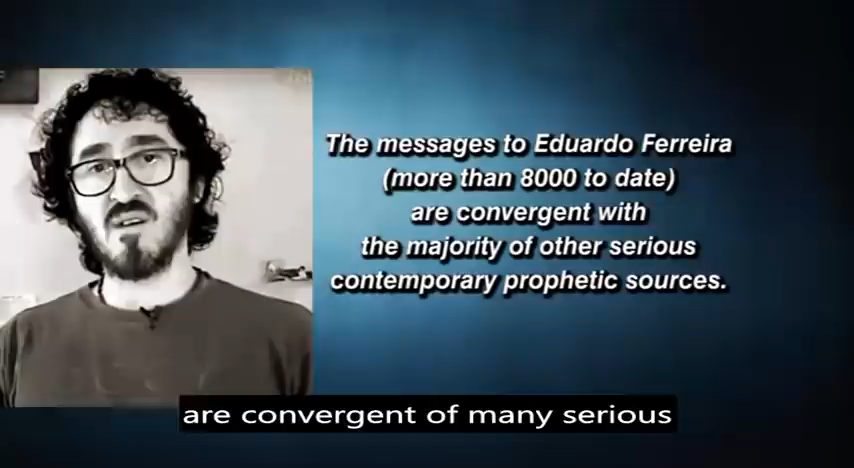 The messages to Eduardo Ferreira
(more than 8000 to date)
are convergent with
the majority of other serious
contemporary prophetic sources.
are convergent of many serious